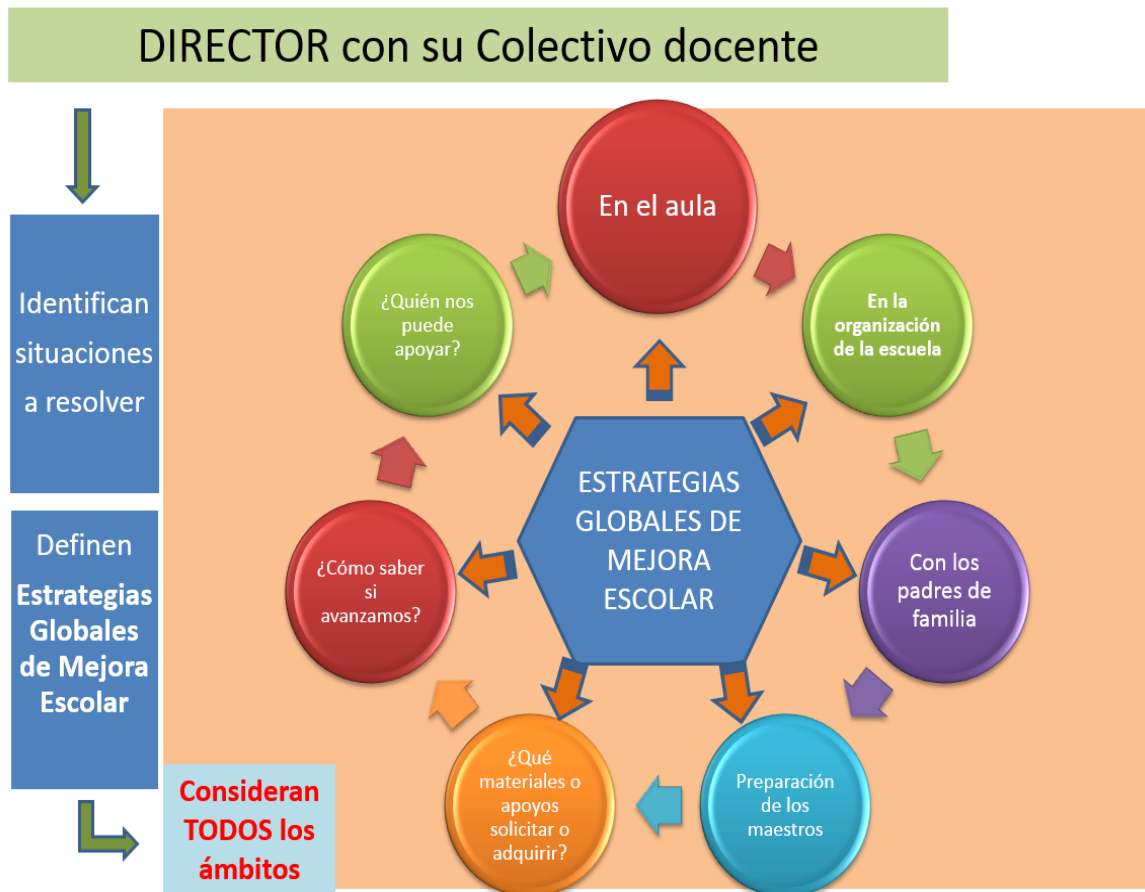 DIRECTOR con su Colectivo docente
Identifican
situaciones
a resolver
Definen
Estrategias
Globales
de Mejora
Escolar
Consideran
TODOS los
ámbitos
En el aula
En la
organización
de la escuela
Con los
padres de
familia
Preparación
de los
maestros
¿Qué
materiales o
apoyos
solicitar o
adquirir?
¿Cómo saber
si
avanzamos?
¿Quién nos
puede
apoyar?
ESTRATEGIAS
GLOBALES DE
MEJORA
ESCOLAR